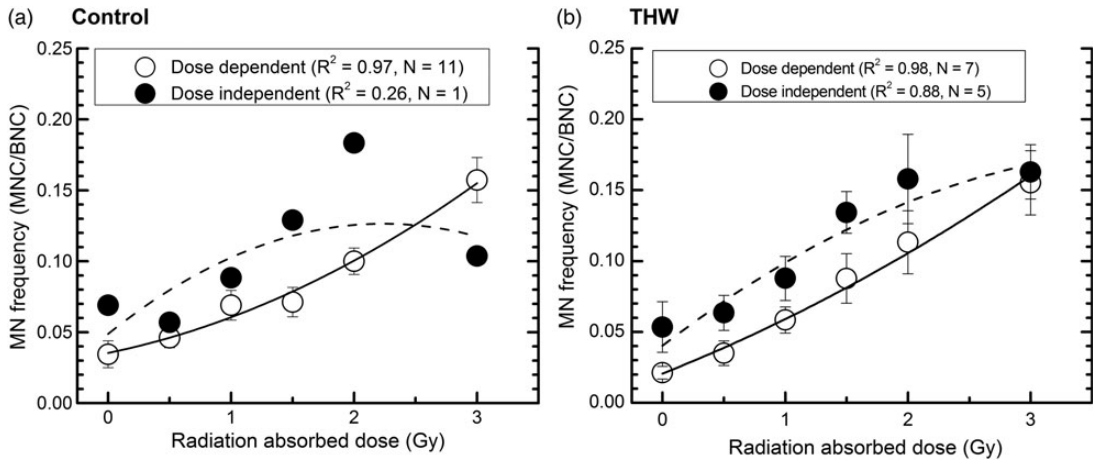 (a) Control
0.25
0.20
0.15
0.10
0.05
0.00
MN frequency (MNC/BNC)
Dose dependent (R² = 0.97, N = 11)
Dose independent (R² = 0.26, N = 1)
0 1 2 3
Radiation absorbed dose (Gy)
(b) THW
0.25
0.20
0.15
0.10
0.05
0.00
MN frequency (MNC/BNC)
Dose dependent (R² = 0.98, N = 7)
Dose independent (R² = 0.88, N = 5)
0 1 2 3
Radiation absorbed dose (Gy)